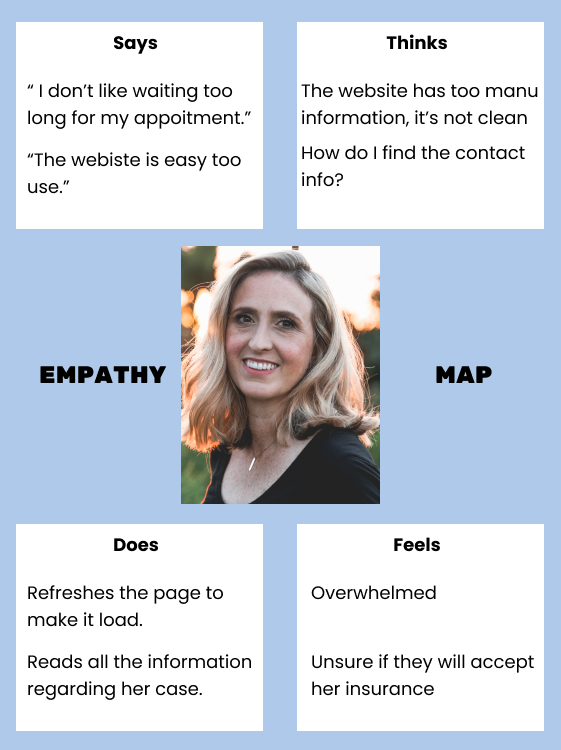 Says
“ I don’t like waiting too
long for my appoitment.”
“The webiste is easy too
use.”
Thinks
The website has too manu
information, it’s not clean
How do I find the contact
info?
EMPATHY
MAP
Does
Refreshes the page to
make it load.
Reads all the information
regarding her case.
Feels
Overwhelmed
Unsure if they will accept
her insurance